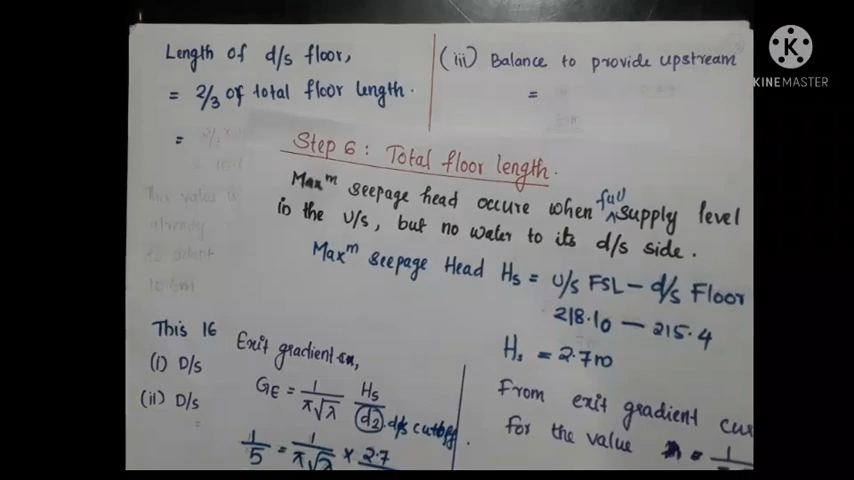 Length of d/s floor,
= 2/3 of total floor length.
=
(iii) Balance to provide upstream
=
KINEMASTER
Step 6 : Total floor length.
Maxᵐ seepage head occure when full supply level
in the U/S, but no water to its d/s side.
Maxᵐ seepage Head Hs = U/S FSL - d/s Floor
218.10 - 215.4
Hs = 2.7m
This 16
(i) D/s
(ii) D/s
Exit gradient
GE = 1/π√λ Hs/d2 d/s cutoff.
1/5 = 1/π√λ × 2.7
From exit gradient
for the value